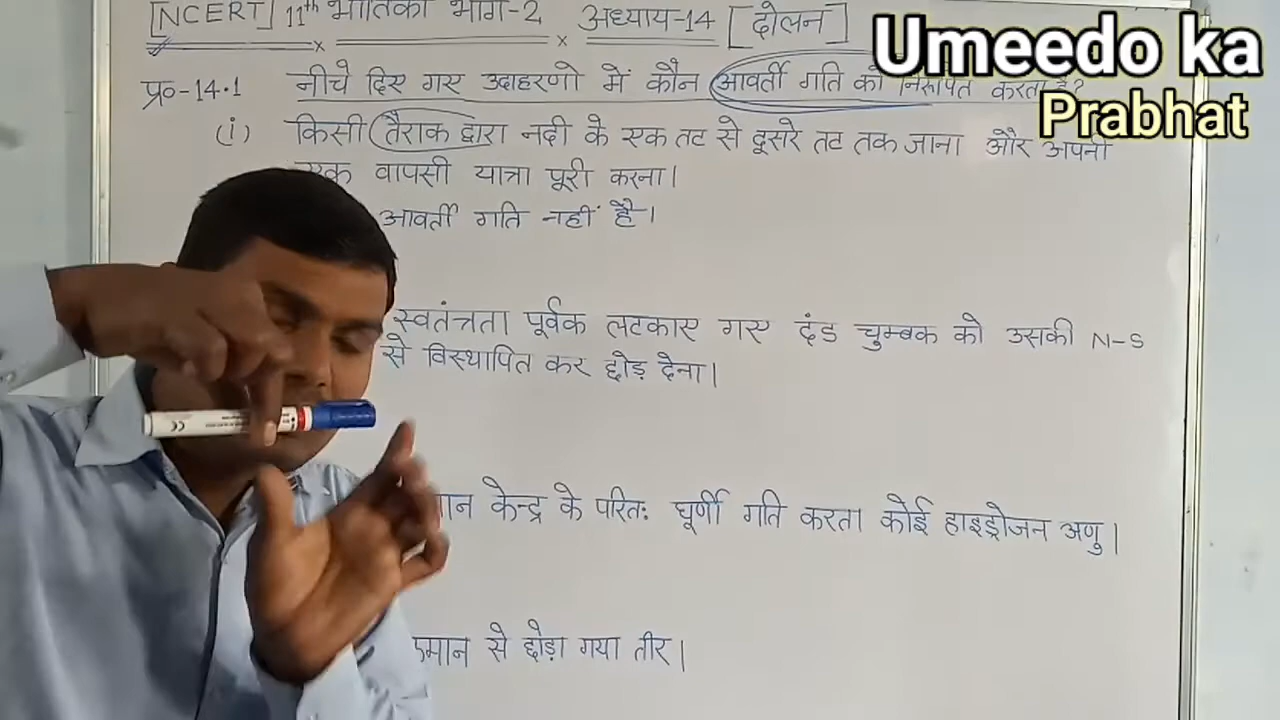 [NCERT] 11th भौतिकी भाग-2 अध्याय-14 [दोलन]
Umeedo ka
Prabhat
प्र०-14.1 नीचे दिए गए उदाहरणो में कौन आवर्ती गति को निरूपित करता है?
(i) किसी तैराक द्वारा नदी के एक तट से दूसरे तट तक जाना और अपनी
एक वापसी यात्रा पूरी करना।
आवर्ती गति नहीं है।
स्वतंत्रता पूर्वक लटकाए गए दंड चुम्बक को उसकी N-S
से विस्थापित कर छोड़ देना।
केन्द्र के परितः घूर्णी गति करता कोई हाइड्रोजन अणु।
से छोड़ा गया तीर।
CE